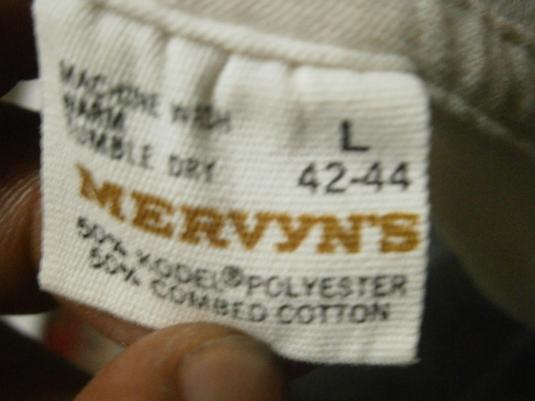 MACHINE WASH
WARM
TUMBLE DRY
L
42-44
MERVYN'S
50% KODEL® POLYESTER
50% COMBED COTTON